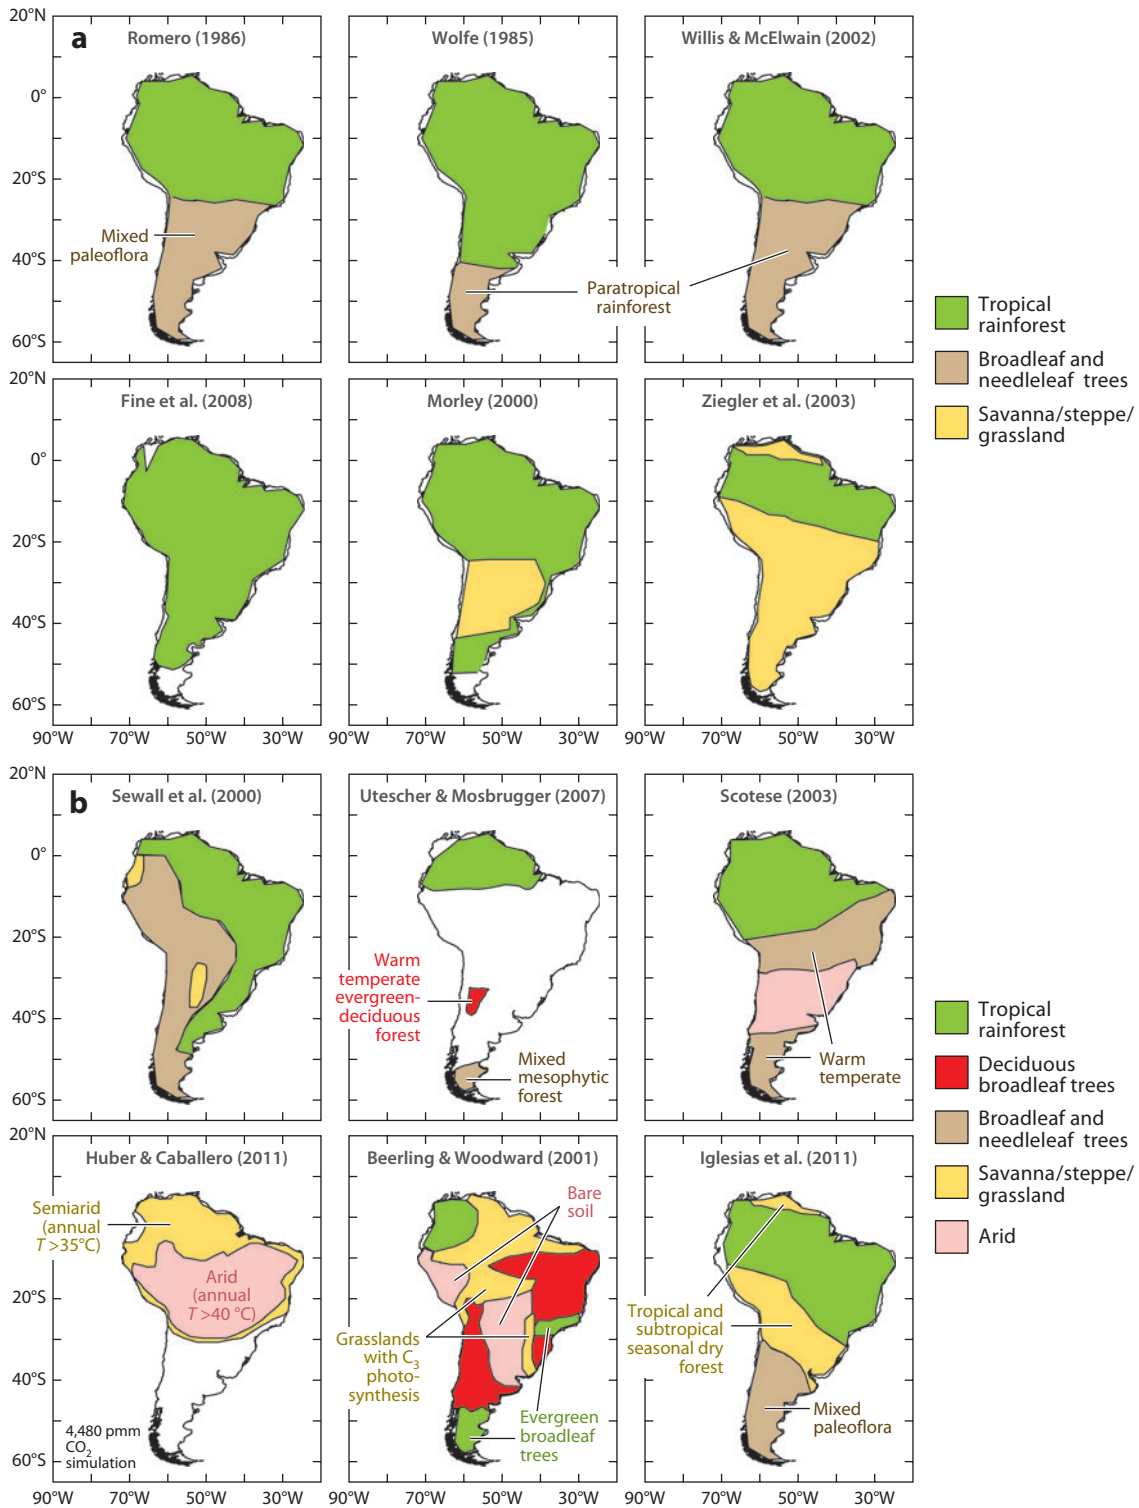 a
Romero (1986)
Wolfe (1985)
Willis & McElwain (2002)
20°N
0°
20°S
40°S
60°S
Mixed
paleoflora
Paratropical
rainforest
Tropical
rainforest
Broadleaf and
needleleaf trees
Savanna/steppe/
grassland
Fine et al. (2008)
Morley (2000)
Ziegler et al. (2003)
20°N
0°
20°S
40°S
60°S
90°W 70°W 50°W 30°W
90°W 70°W 50°W 30°W
90°W 70°W 50°W 30°W
b
Sewall et al. (2000)
Utescher & Mosbrugger (2007)
Scotese (2003)
20°N
0°
20°S
40°S
60°S
Warm
temperate
evergreen-
deciduous
forest
Mixed
mesophytic
forest
Warm
temperate
Tropical
rainforest
Deciduous
broadleaf trees
Broadleaf and
needleleaf trees
Savanna/steppe/
grassland
Arid
Huber & Caballero (2011)
Beerling & Woodward (2001)
Iglesias et al. (2011)
20°N
0°
20°S
40°S
60°S
Semiarid
(annual
T >35°C)
Arid
(annual
T >40 °C)
4,480 pmm
CO2
simulation
Bare
soil
Grasslands
with C3
photo-
synthesis
Evergreen
broadleaf
trees
Tropical and
subtropical
seasonal dry
forest
Mixed
paleoflora
90°W 70°W 50°W 30°W
90°W 70°W 50°W 30°W
90°W 70°W 50°W 30°W